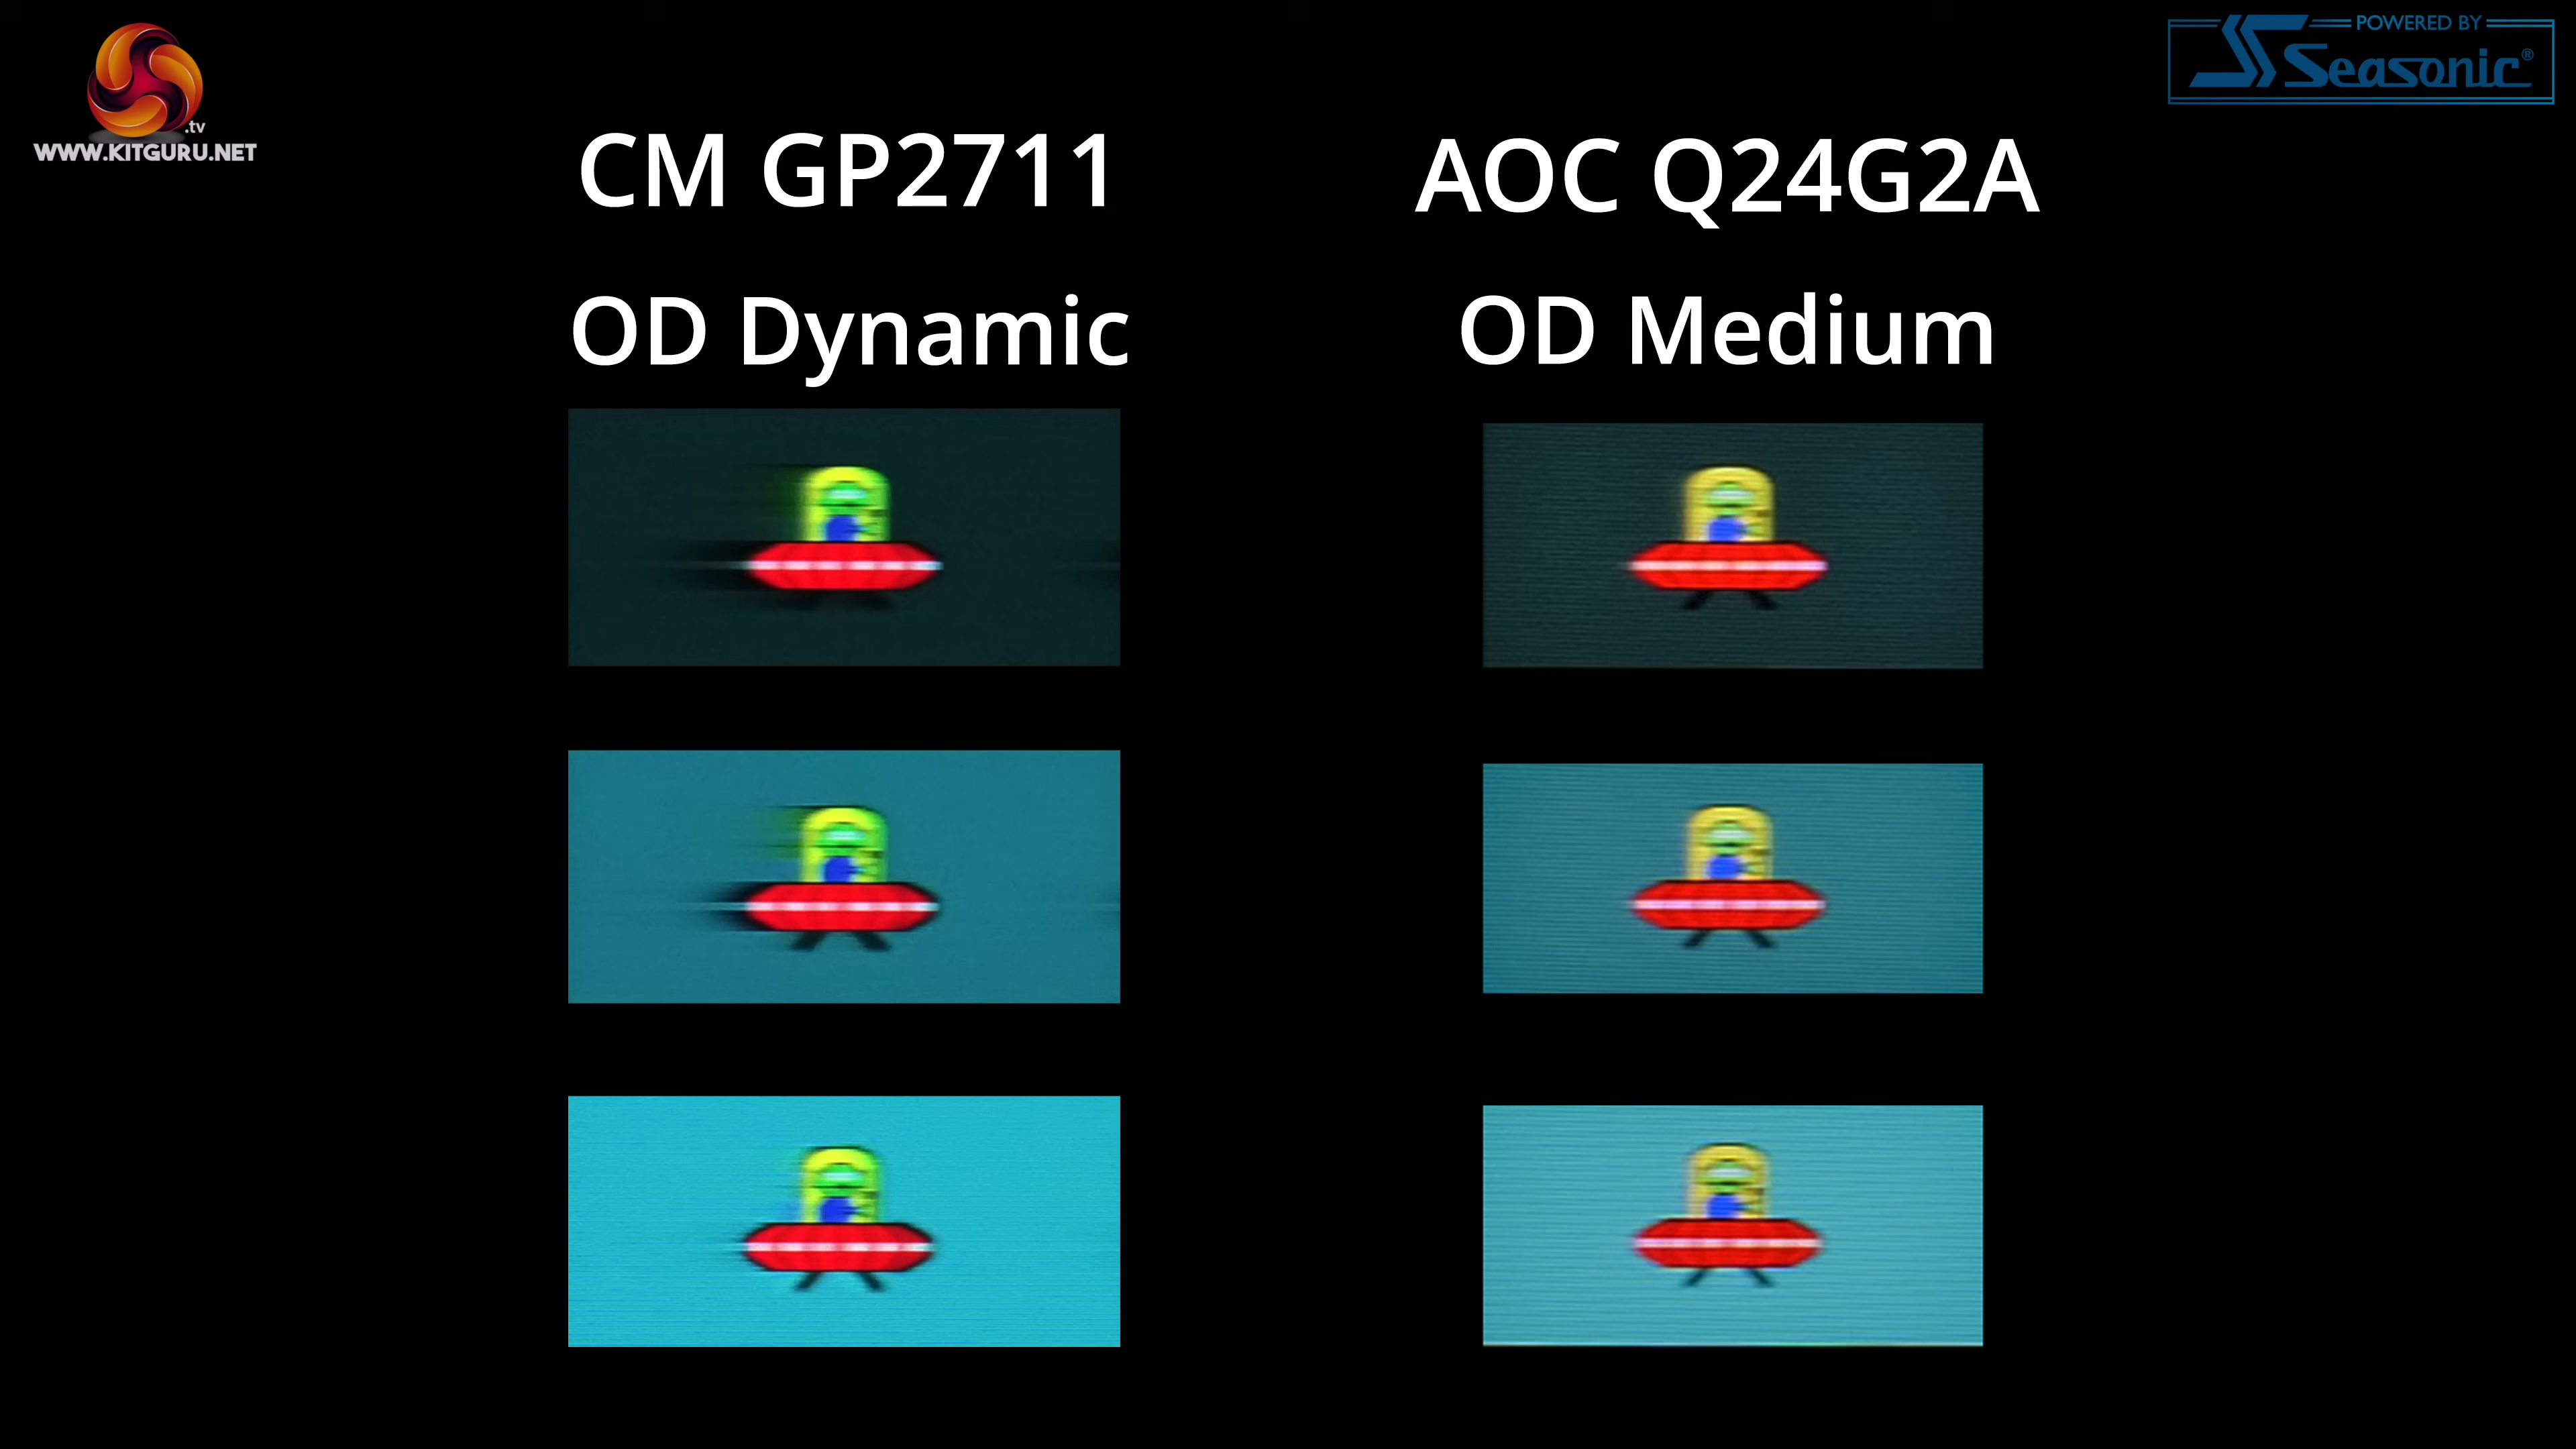 .tv
WWW.KITGURU.NET
POWERED BY
Seasonic®
CM GP2711
AOC Q24G2A
OD Dynamic
OD Medium